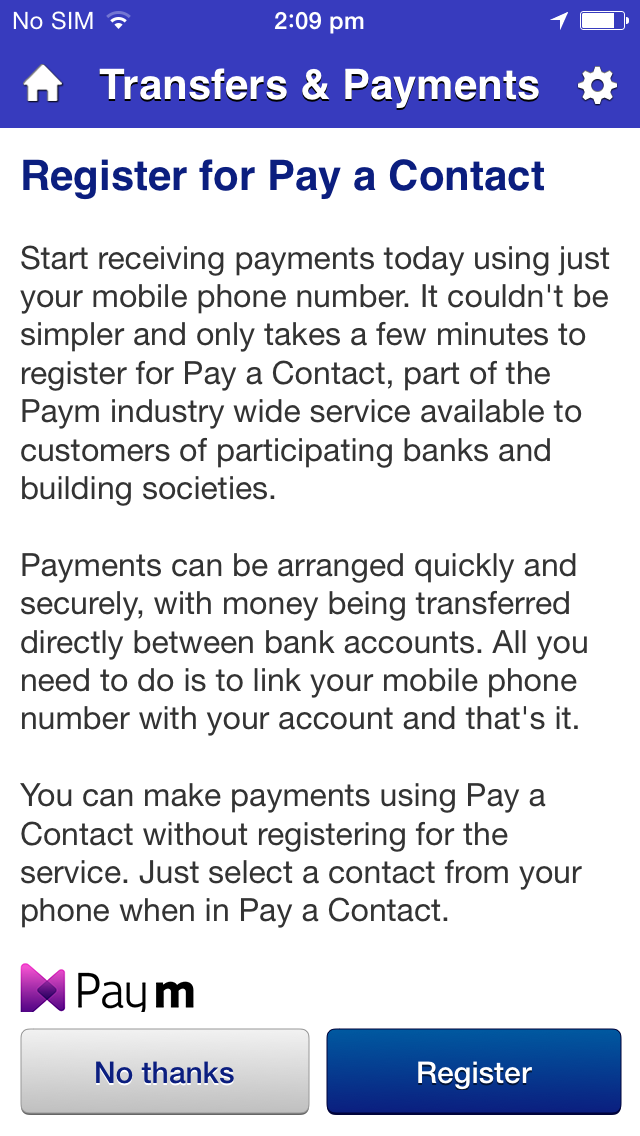 No SIM 2:09 pm
Transfers & Payments
Register for Pay a Contact
Start receiving payments today using just
your mobile phone number. It couldn't be
simpler and only takes a few minutes to
register for Pay a Contact, part of the
Paym industry wide service available to
customers of participating banks and
building societies.
Payments can be arranged quickly and
securely, with money being transferred
directly between bank accounts. All you
need to do is to link your mobile phone
number with your account and that's it.
You can make payments using Pay a
Contact without registering for the
service. Just select a contact from your
phone when in Pay a Contact.
Paym
No thanks Register